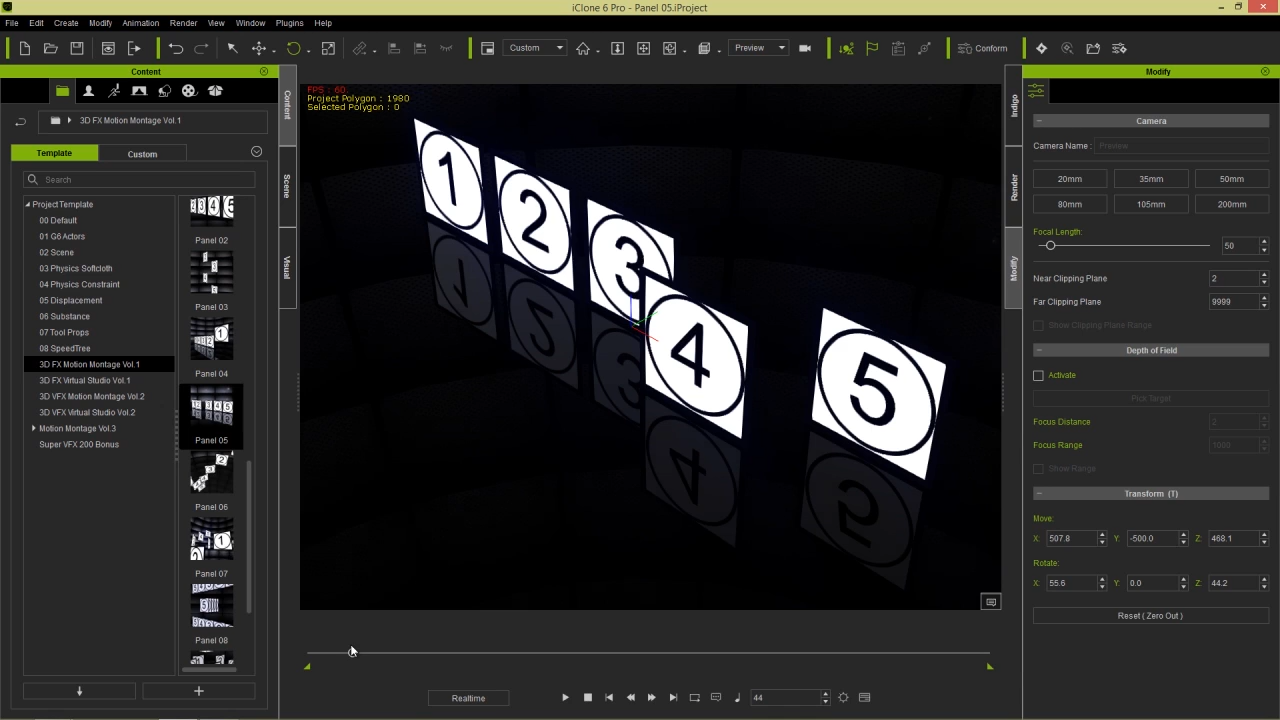 iClone 6 Pro - Panel 05.iProject
File Edit Create Modify Animation Render View Window Plugins Help
Custom Preview Conform
Content
3D FX Motion Montage Vol.1
Template Custom
Search
ProjectTemplate
00 Default
01 G6 Actors
02 Scene
03 Physics Softcloth
04 Physics Constraint
05 Displacement
06 Substance
07 Tool Props
08 SpeedTree
3D FX Motion Montage Vol.1
3D FX Virtual Studio Vol.1
3D VFX Motion Montage Vol.2
3D VFX Virtual Studio Vol.2
Motion Montage Vol.3
Super VFX 200 Bonus
Panel 02
Panel 03
Panel 04
Panel 05
Panel 06
Panel 07
Panel 08
Content
Scene
Visual
FPS : 60
Project Polygon : 1980
Selected Polygon : 0
1 2 3 4 5
Realtime
44
Indigo
Render
Modify
Modify
Camera
Camera Name : Preview
20mm 35mm 50mm
80mm 105mm 200mm
Focal Length:
50
Near Clipping Plane 2
Far Clipping Plane 9999
Show Clipping Plane Range
Depth of Field
Activate
Pick Target
Focus Distance 2
Focus Range 1000
Show Range
Transform (T)
Move:
X: 507.8 Y: -500.0 Z: 468.1
Rotate:
X: 55.6 Y: 0.0 Z: 44.2
Reset ( Zero Out )